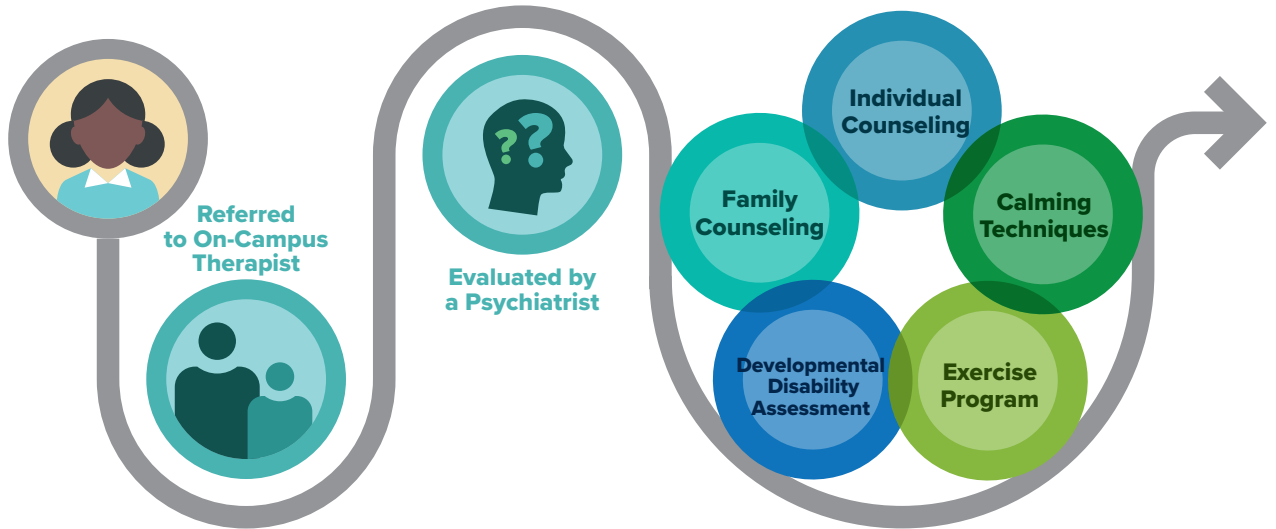 Referred
to On-Campus
Therapist
Evaluated by
a Psychiatrist
Individual
Counseling
Family
Counseling
Calming
Techniques
Developmental
Disability
Assessment
Exercise
Program
??